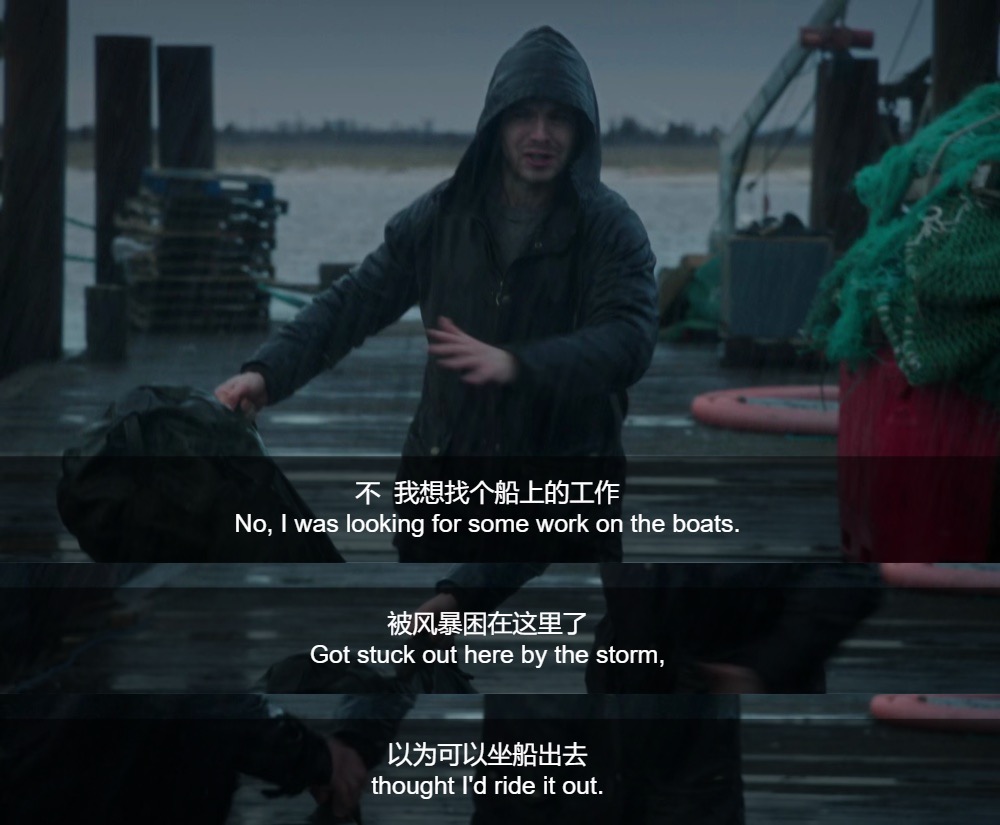 不 我想找个船上的工作
No, I was looking for some work on the boats.
被风暴困在这里了
Got stuck out here by the storm,
以为可以坐船出去
thought I'd ride it out.